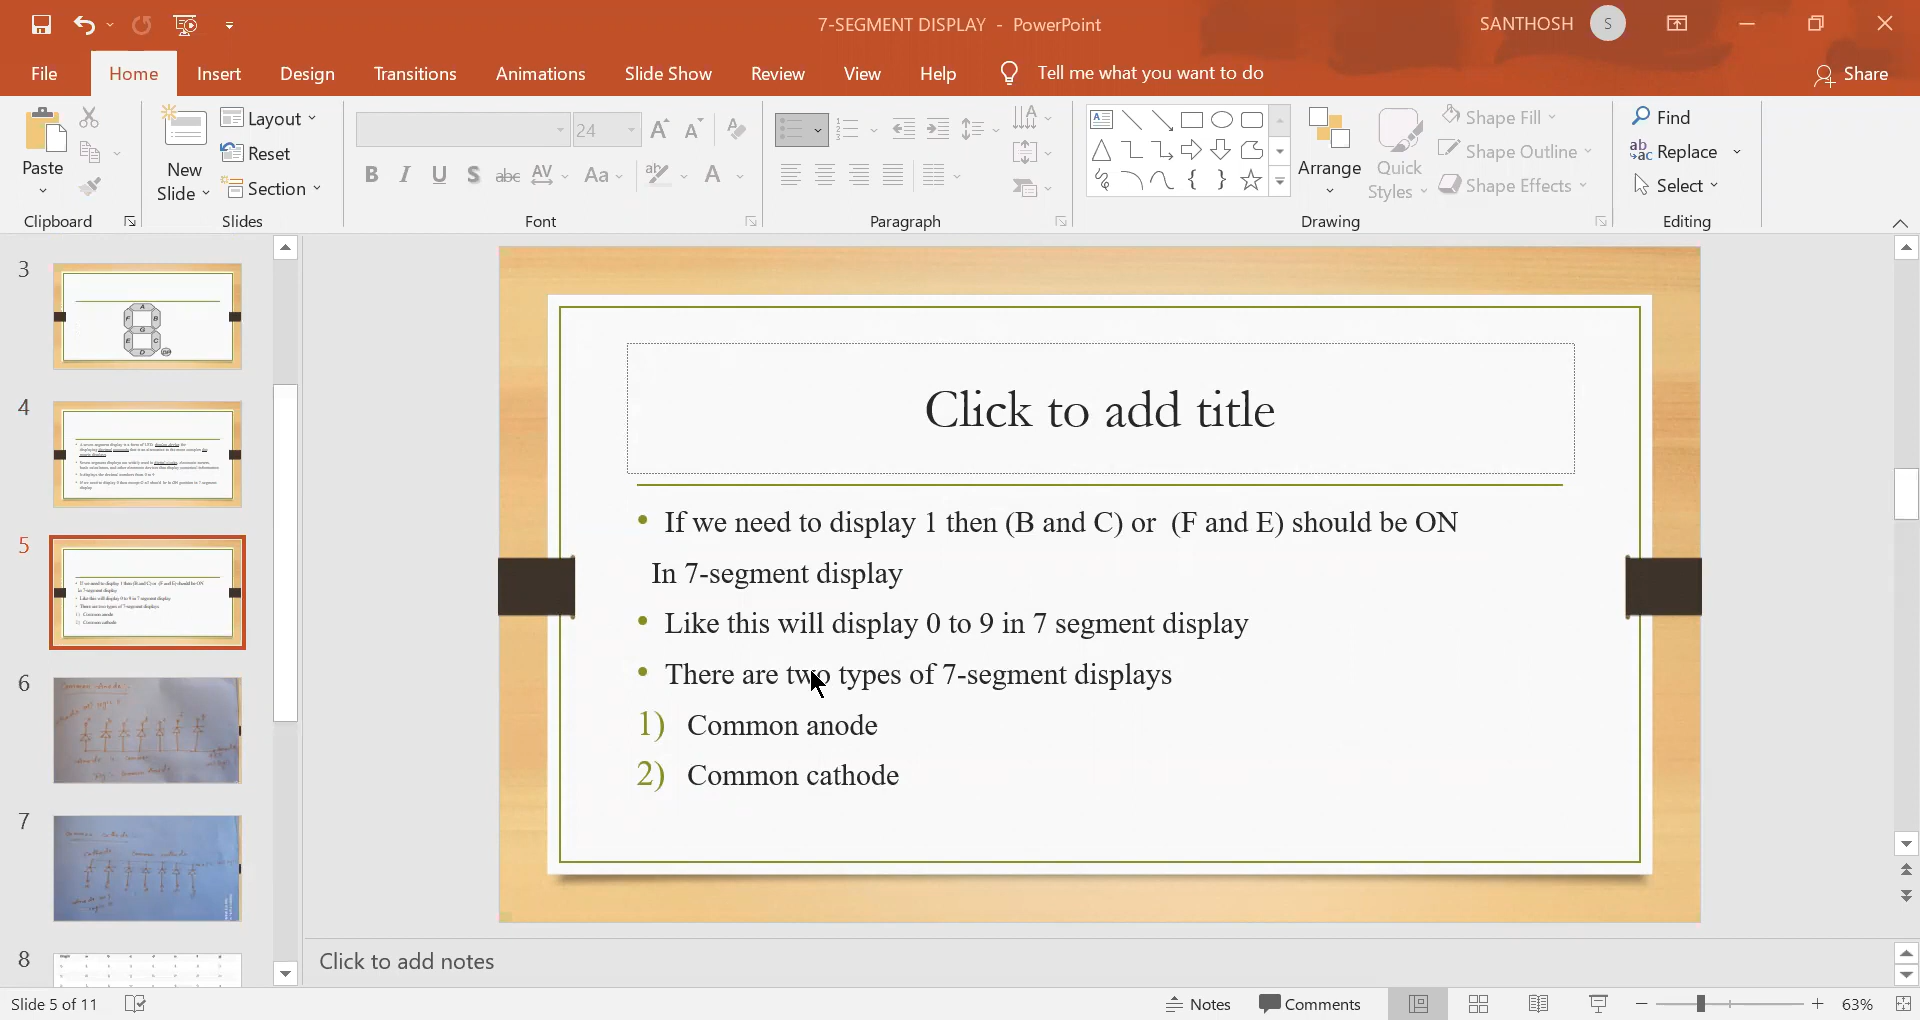 7-SEGMENT DISPLAY - PowerPoint
SANTHOSH S
File Home Insert Design Transitions Animations Slide Show Review View Help Tell me what you want to do Share
Paste
New Slide
Layout
Reset
Section
24
B I U S abc AV Aa ab A
Arrange
Quick Styles
Shape Fill
Shape Outline
Shape Effects
Find
Replace
Select
Clipboard Slides Font Paragraph Drawing Editing
3
A
F B
G
E C
D
4
5
6
7
8
Click to add title
• If we need to display 1 then (B and C) or (F and E) should be ON
In 7-segment display
• Like this will display 0 to 9 in 7 segment display
• There are two types of 7-segment displays
1) Common anode
2) Common cathode
Click to add notes
Slide 5 of 11
Notes Comments 63%